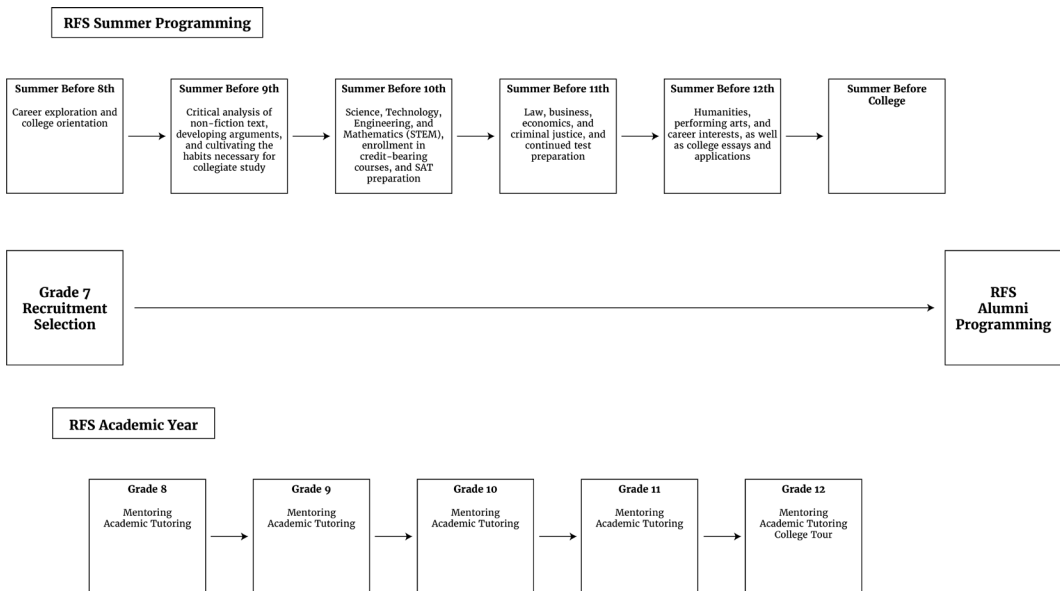 RFS Summer Programming
Summer Before 8th
Career exploration and
college orientation
Summer Before 9th
Critical analysis of
non-fiction text,
developing arguments,
and cultivating the
habits necessary for
collegiate study
Summer Before 10th
Science, Technology,
Engineering, and
Mathematics (STEM),
enrollment in
credit-bearing
courses, and SAT
preparation
Summer Before 11th
Law, business,
economics, and
criminal justice, and
continued test
preparation
Summer Before 12th
Humanities,
performing arts, and
career interests, as well
as college essays and
applications
Summer Before
College
Grade 7
Recruitment
Selection
RFS
Alumni
Programming
RFS Academic Year
Grade 8
Mentoring
Academic Tutoring
Grade 9
Mentoring
Academic Tutoring
Grade 10
Mentoring
Academic Tutoring
Grade 11
Mentoring
Academic Tutoring
Grade 12
Mentoring
Academic Tutoring
College Tour